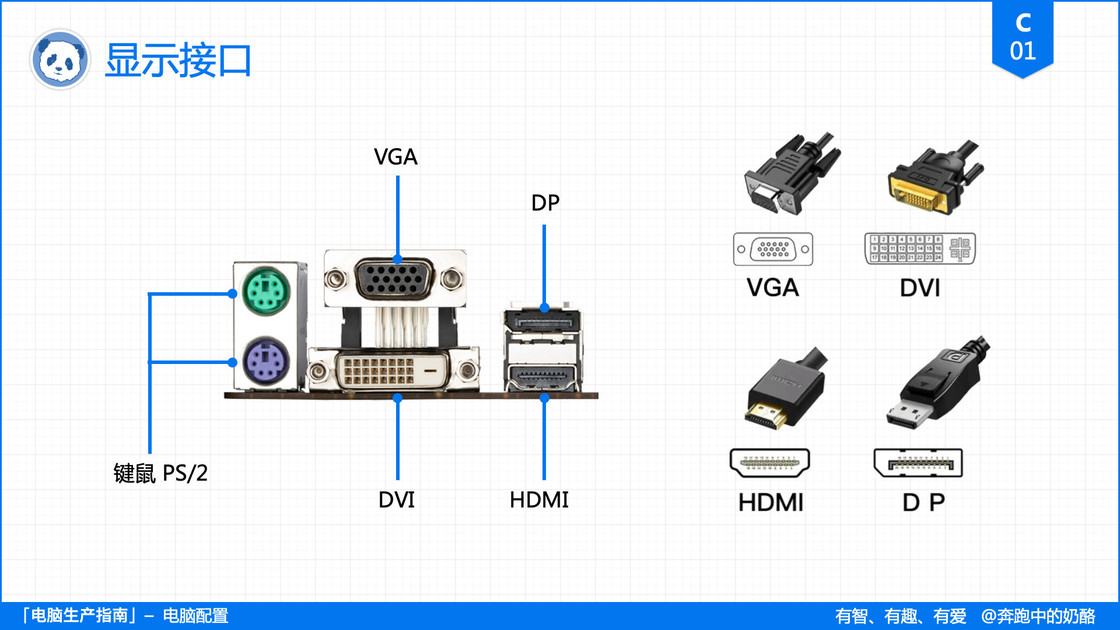 显示接口
C
01
VGA
DP
键鼠 PS/2
DVI
HDMI
VGA
DVI
HDMI
D P
「电脑生产指南」– 电脑配置
有智、有趣、有爱 @奔跑中的奶酪